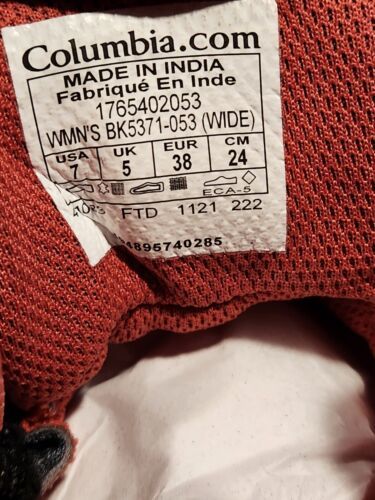 Columbia.com
MADE IN INDIA
Fabriqué En Inde
1765402053
WMN'S BK5371-053 (WIDE)
USA UK EUR CM
7 5 38 24
ECA-5
FTD 1121 222
4895740285